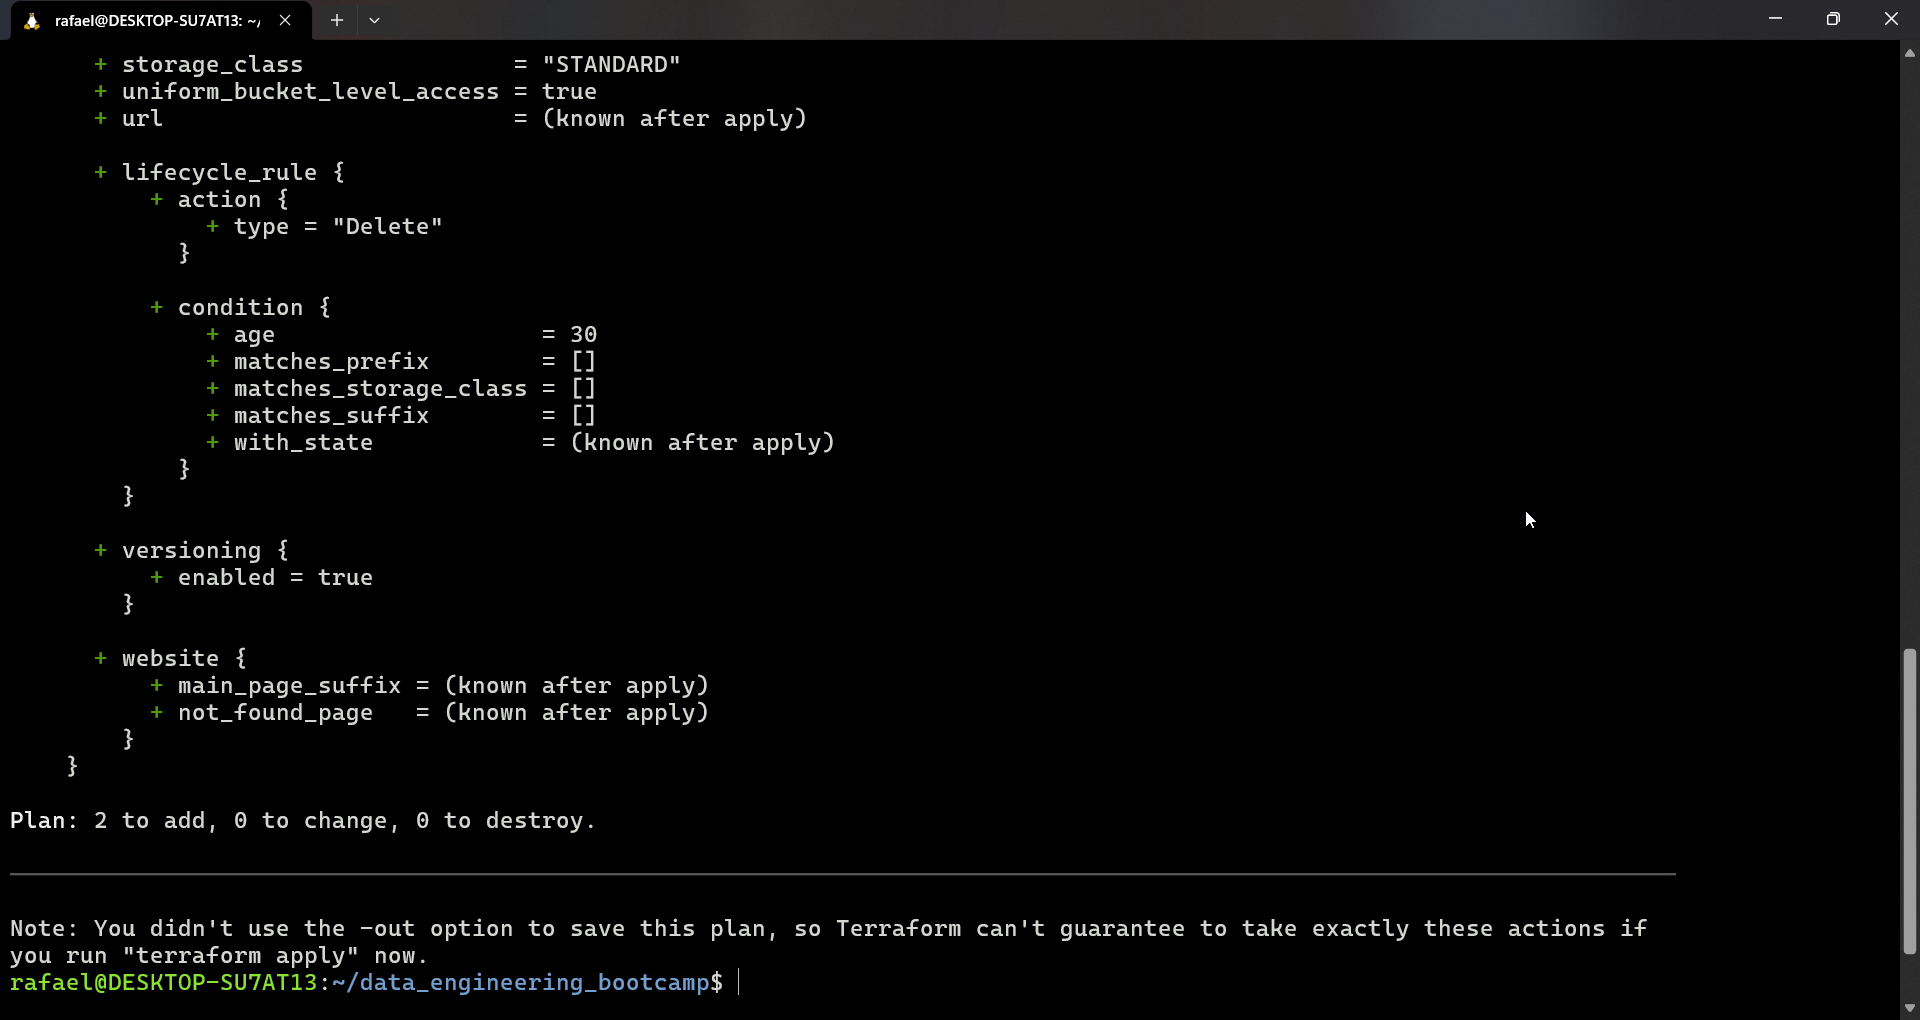 rafael@DESKTOP-SU7AT13: ~/
+ storage_class = "STANDARD"
+ uniform_bucket_level_access = true
+ url = (known after apply)
+ lifecycle_rule {
+ action {
+ type = "Delete"
}
+ condition {
+ age = 30
+ matches_prefix = []
+ matches_storage_class = []
+ matches_suffix = []
+ with_state = (known after apply)
}
}
+ versioning {
+ enabled = true
}
+ website {
+ main_page_suffix = (known after apply)
+ not_found_page = (known after apply)
}
}
Plan: 2 to add, 0 to change, 0 to destroy.
Note: You didn't use the -out option to save this plan, so Terraform can't guarantee to take exactly these actions if
you run "terraform apply" now.
rafael@DESKTOP-SU7AT13:~/data_engineering_bootcamp$